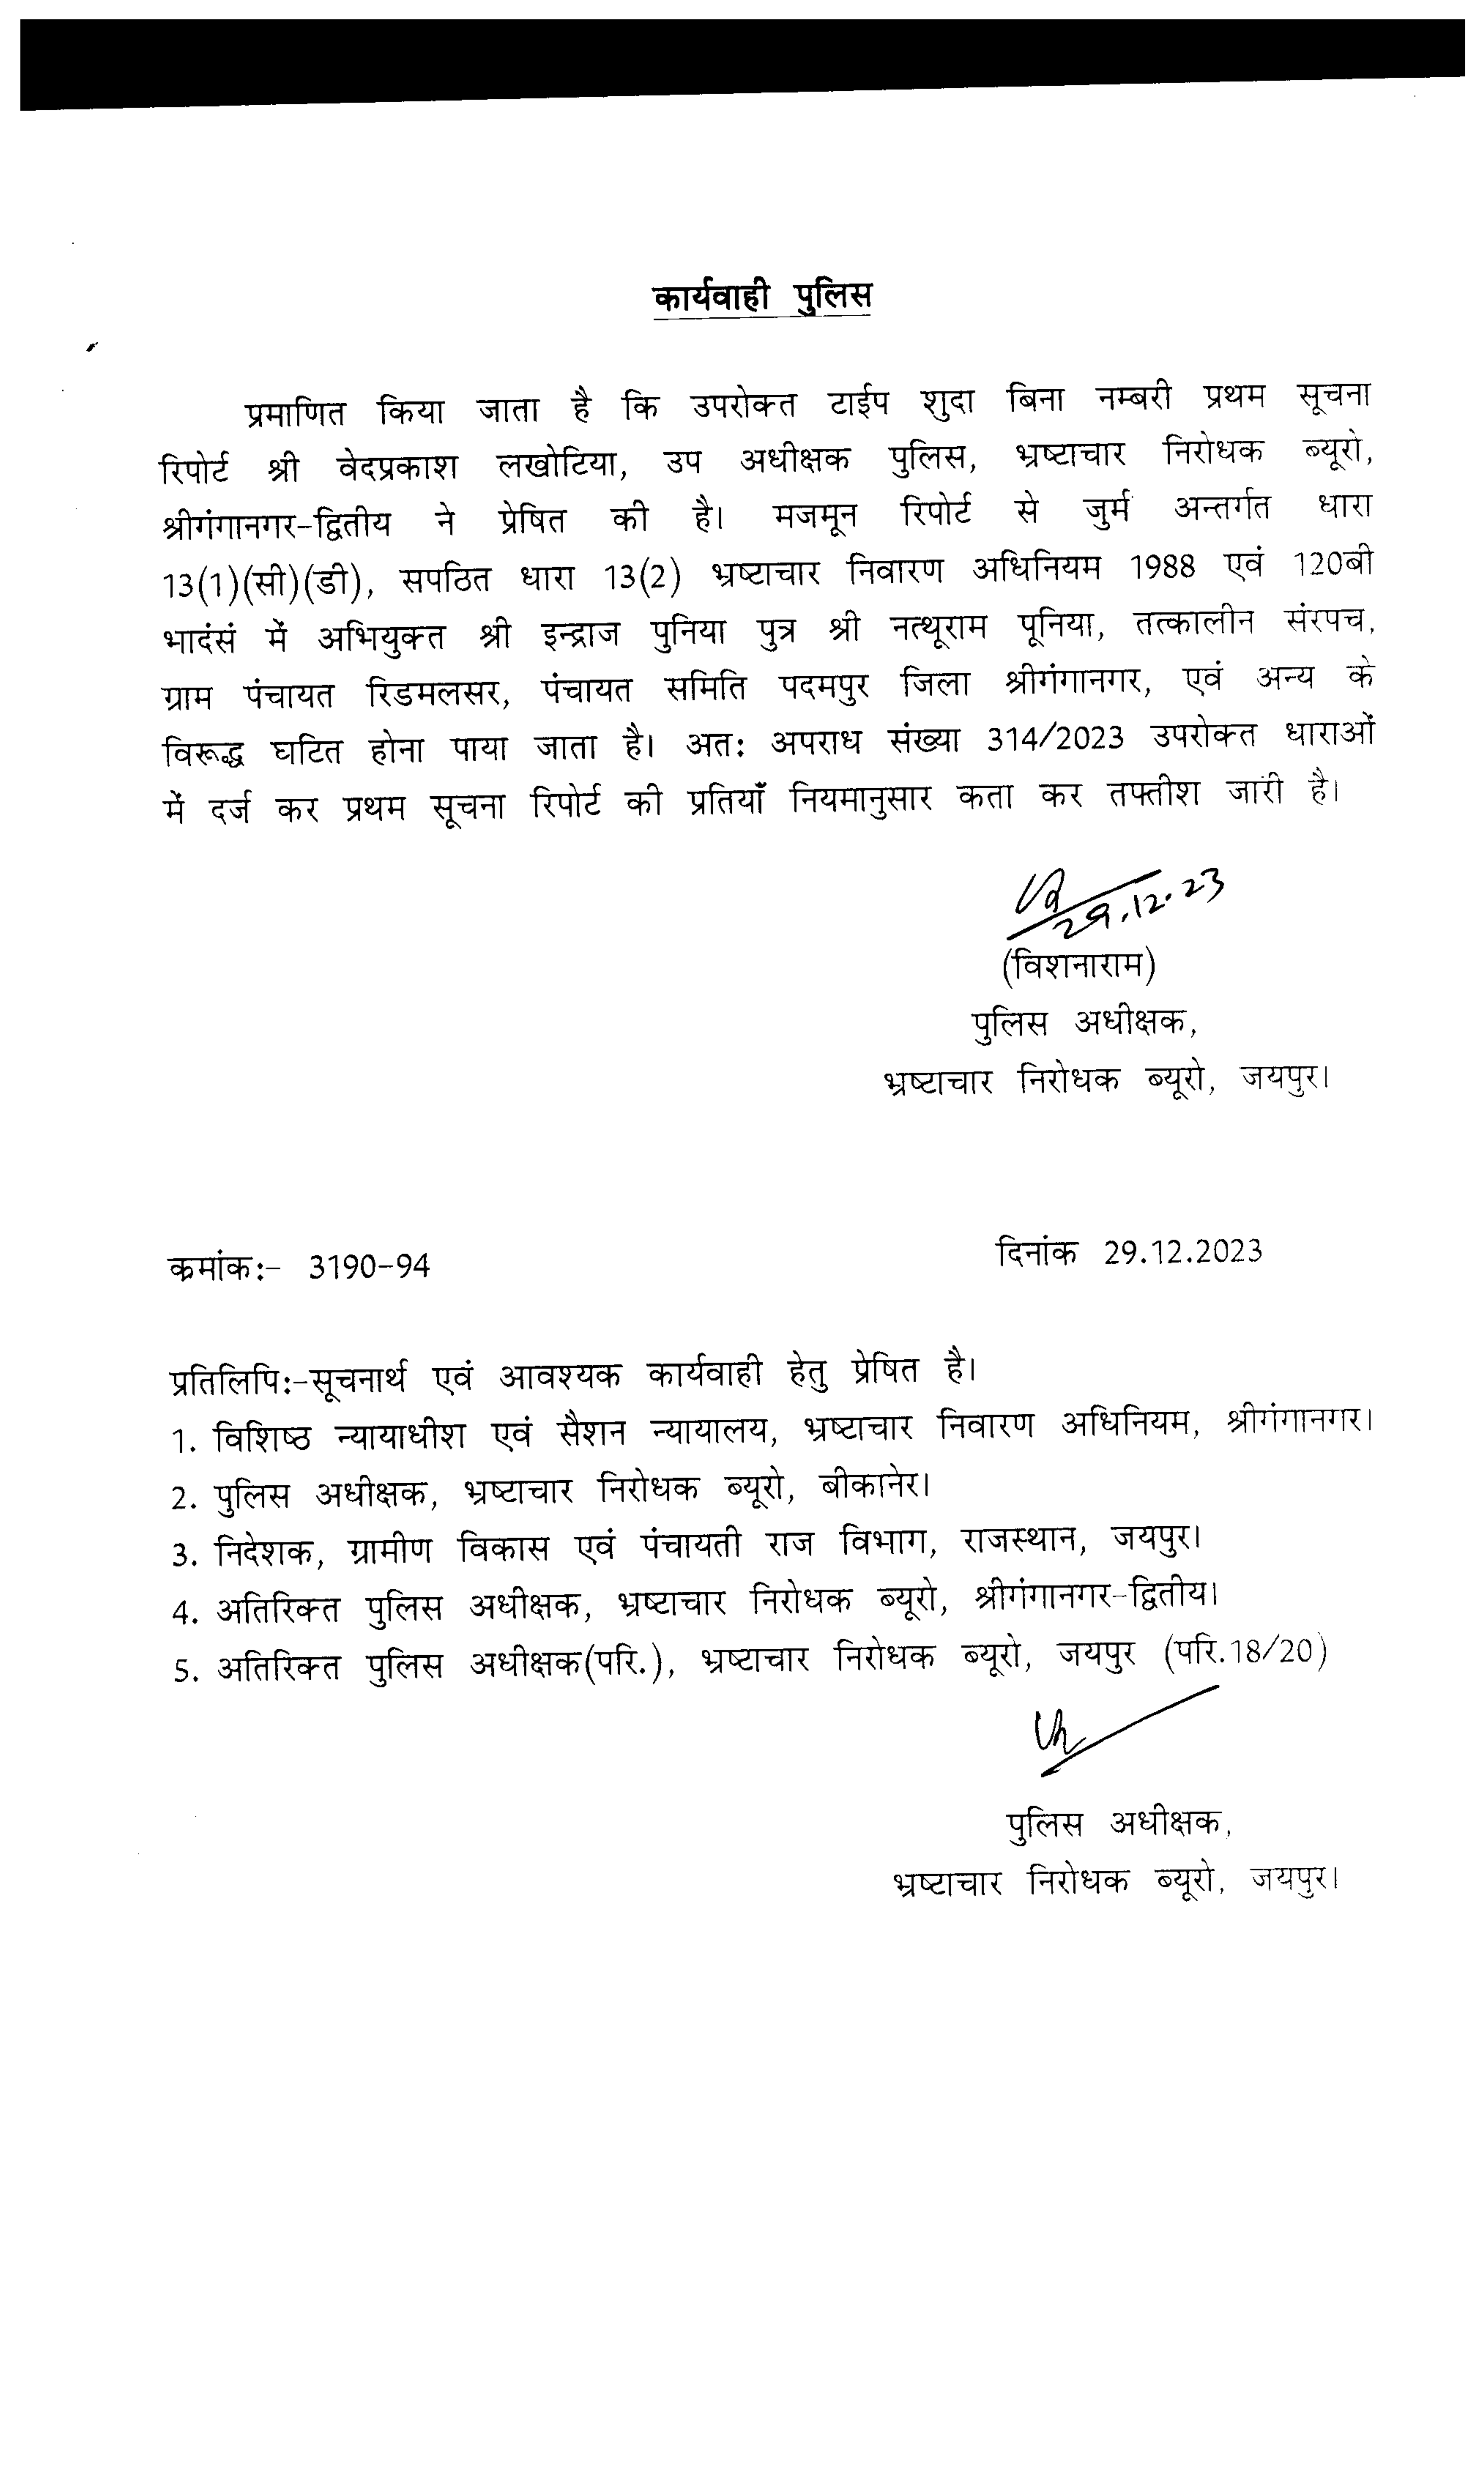 कार्यवाही पुलिस
प्रमाणित किया जाता है कि उपरोक्त टाईप शुदा बिना नम्बरी प्रथम सूचना
रिपोर्ट श्री वेदप्रकाश लखोटिया, उप अधीक्षक पुलिस, भ्रष्टाचार निरोधक ब्यूरो,
श्रीगंगानगर-द्वितीय ने प्रेषित की है। मजमून रिपोर्ट से जुर्म अन्तर्गत धारा
13(1)(सी)(डी), सपठित धारा 13(2) भ्रष्टाचार निवारण अधिनियम 1988 एवं 120बी
भादंसं में अभियुक्त श्री इन्द्राज पुनिया पुत्र श्री नत्थूराम पूनिया, तत्कालीन संरपच,
ग्राम पंचायत रिडमलसर, पंचायत समिति पदमपुर जिला श्रीगंगानगर, एवं अन्य के
विरूद्ध घटित होना पाया जाता है। अतः अपराध संख्या 314/2023 उपरोक्त धाराओं
में दर्ज कर प्रथम सूचना रिपोर्ट की प्रतियाँ नियमानुसार कता कर तफ्तीश जारी है।
29.12.23
(विशनाराम)
पुलिस अधीक्षक,
भ्रष्टाचार निरोधक ब्यूरो, जयपुर।
कमांकः- 3190-94 दिनांक 29.12.2023
प्रतिलिपिः-सूचनार्थ एवं आवश्यक कार्यवाही हेतु प्रेषित है।
1. विशिष्ठ न्यायाधीश एवं सैशन न्यायालय, भ्रष्टाचार निवारण अधिनियम, श्रीगंगानगर।
2. पुलिस अधीक्षक, भ्रष्टाचार निरोधक ब्यूरो, बीकानेर।
3. निदेशक, ग्रामीण विकास एवं पंचायती राज विभाग, राजस्थान, जयपुर।
4. अतिरिक्त पुलिस अधीक्षक, भ्रष्टाचार निरोधक ब्यूरो, श्रीगंगानगर-द्वितीय।
5. अतिरिक्त पुलिस अधीक्षक(परि.), भ्रष्टाचार निरोधक ब्यूरो, जयपुर (परि.18/20)
पुलिस अधीक्षक,
भ्रष्टाचार निरोधक ब्यूरो, जयपुर।